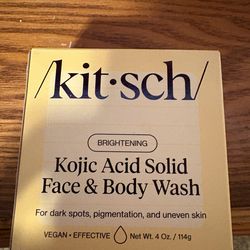 /kit·sch/
BRIGHTENING
Kojic Acid Solid
Face & Body Wash
For dark spots, pigmentation, and uneven skin
VEGAN • EFFECTIVE Net Wt. 4 Oz. / 114g